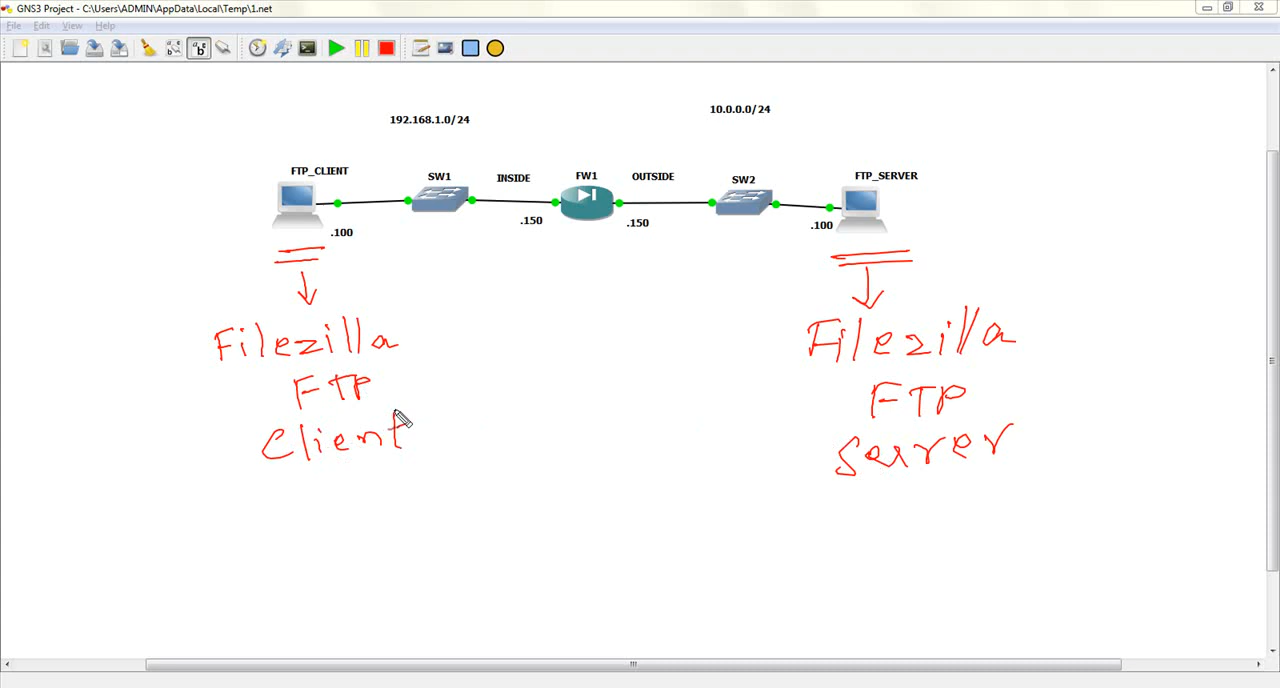 GNS3 Project - C:\Users\ADMIN\AppData\Local\Temp\1.net
File Edit View Help
192.168.1.0/24
10.0.0.0/24
FTP_CLIENT
SW1
INSIDE
FW1
OUTSIDE
SW2
FTP_SERVER
.100
.150
.150
.100
Filezilla
FTP
Client
Filezilla
FTP
Server